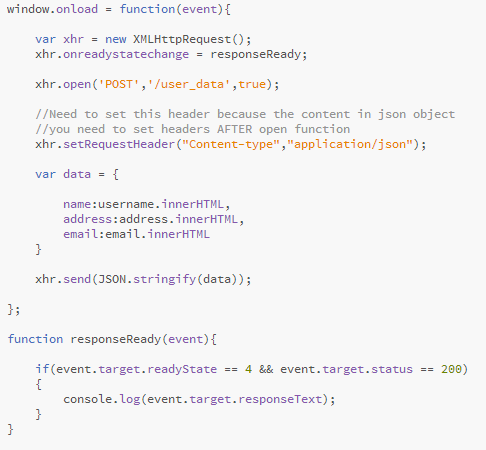 window.onload = function(event){
var xhr = new XMLHttpRequest();
xhr.onreadystatechange = responseReady;
xhr.open('POST','/user_data',true);
//Need to set this header because the content in json object
//you need to set headers AFTER open function
xhr.setRequestHeader("Content-type","application/json");
var data = {
name:username.innerHTML,
address:address.innerHTML,
email:email.innerHTML
}
xhr.send(JSON.stringify(data));
};
function responseReady(event){
if(event.target.readyState == 4 && event.target.status == 200)
{
console.log(event.target.responseText);
}
}